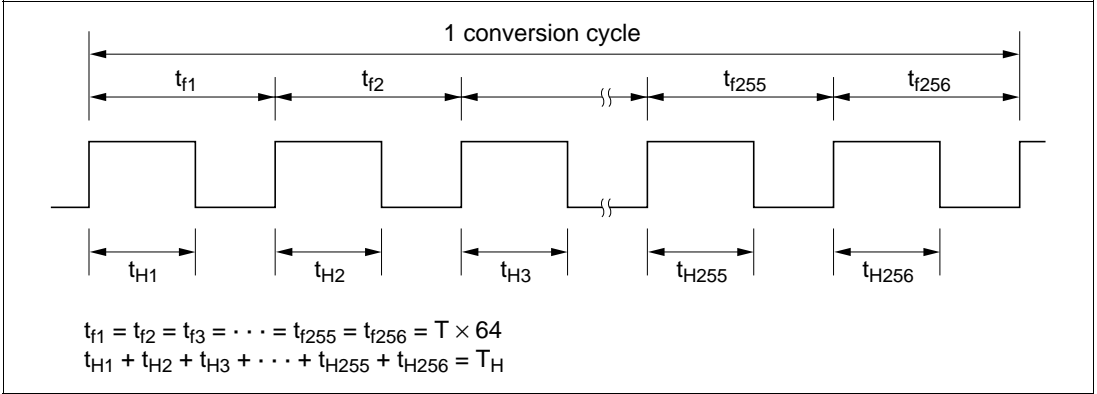 1 conversion cycle
tf1 tf2 tf255 tf256
tH1 tH2 tH3 tH255 tH256
tf1 = tf2 = tf3 = · · · = tf255 = tf256 = T × 64
tH1 + tH2 + tH3 + · · · + tH255 + tH256 = TH